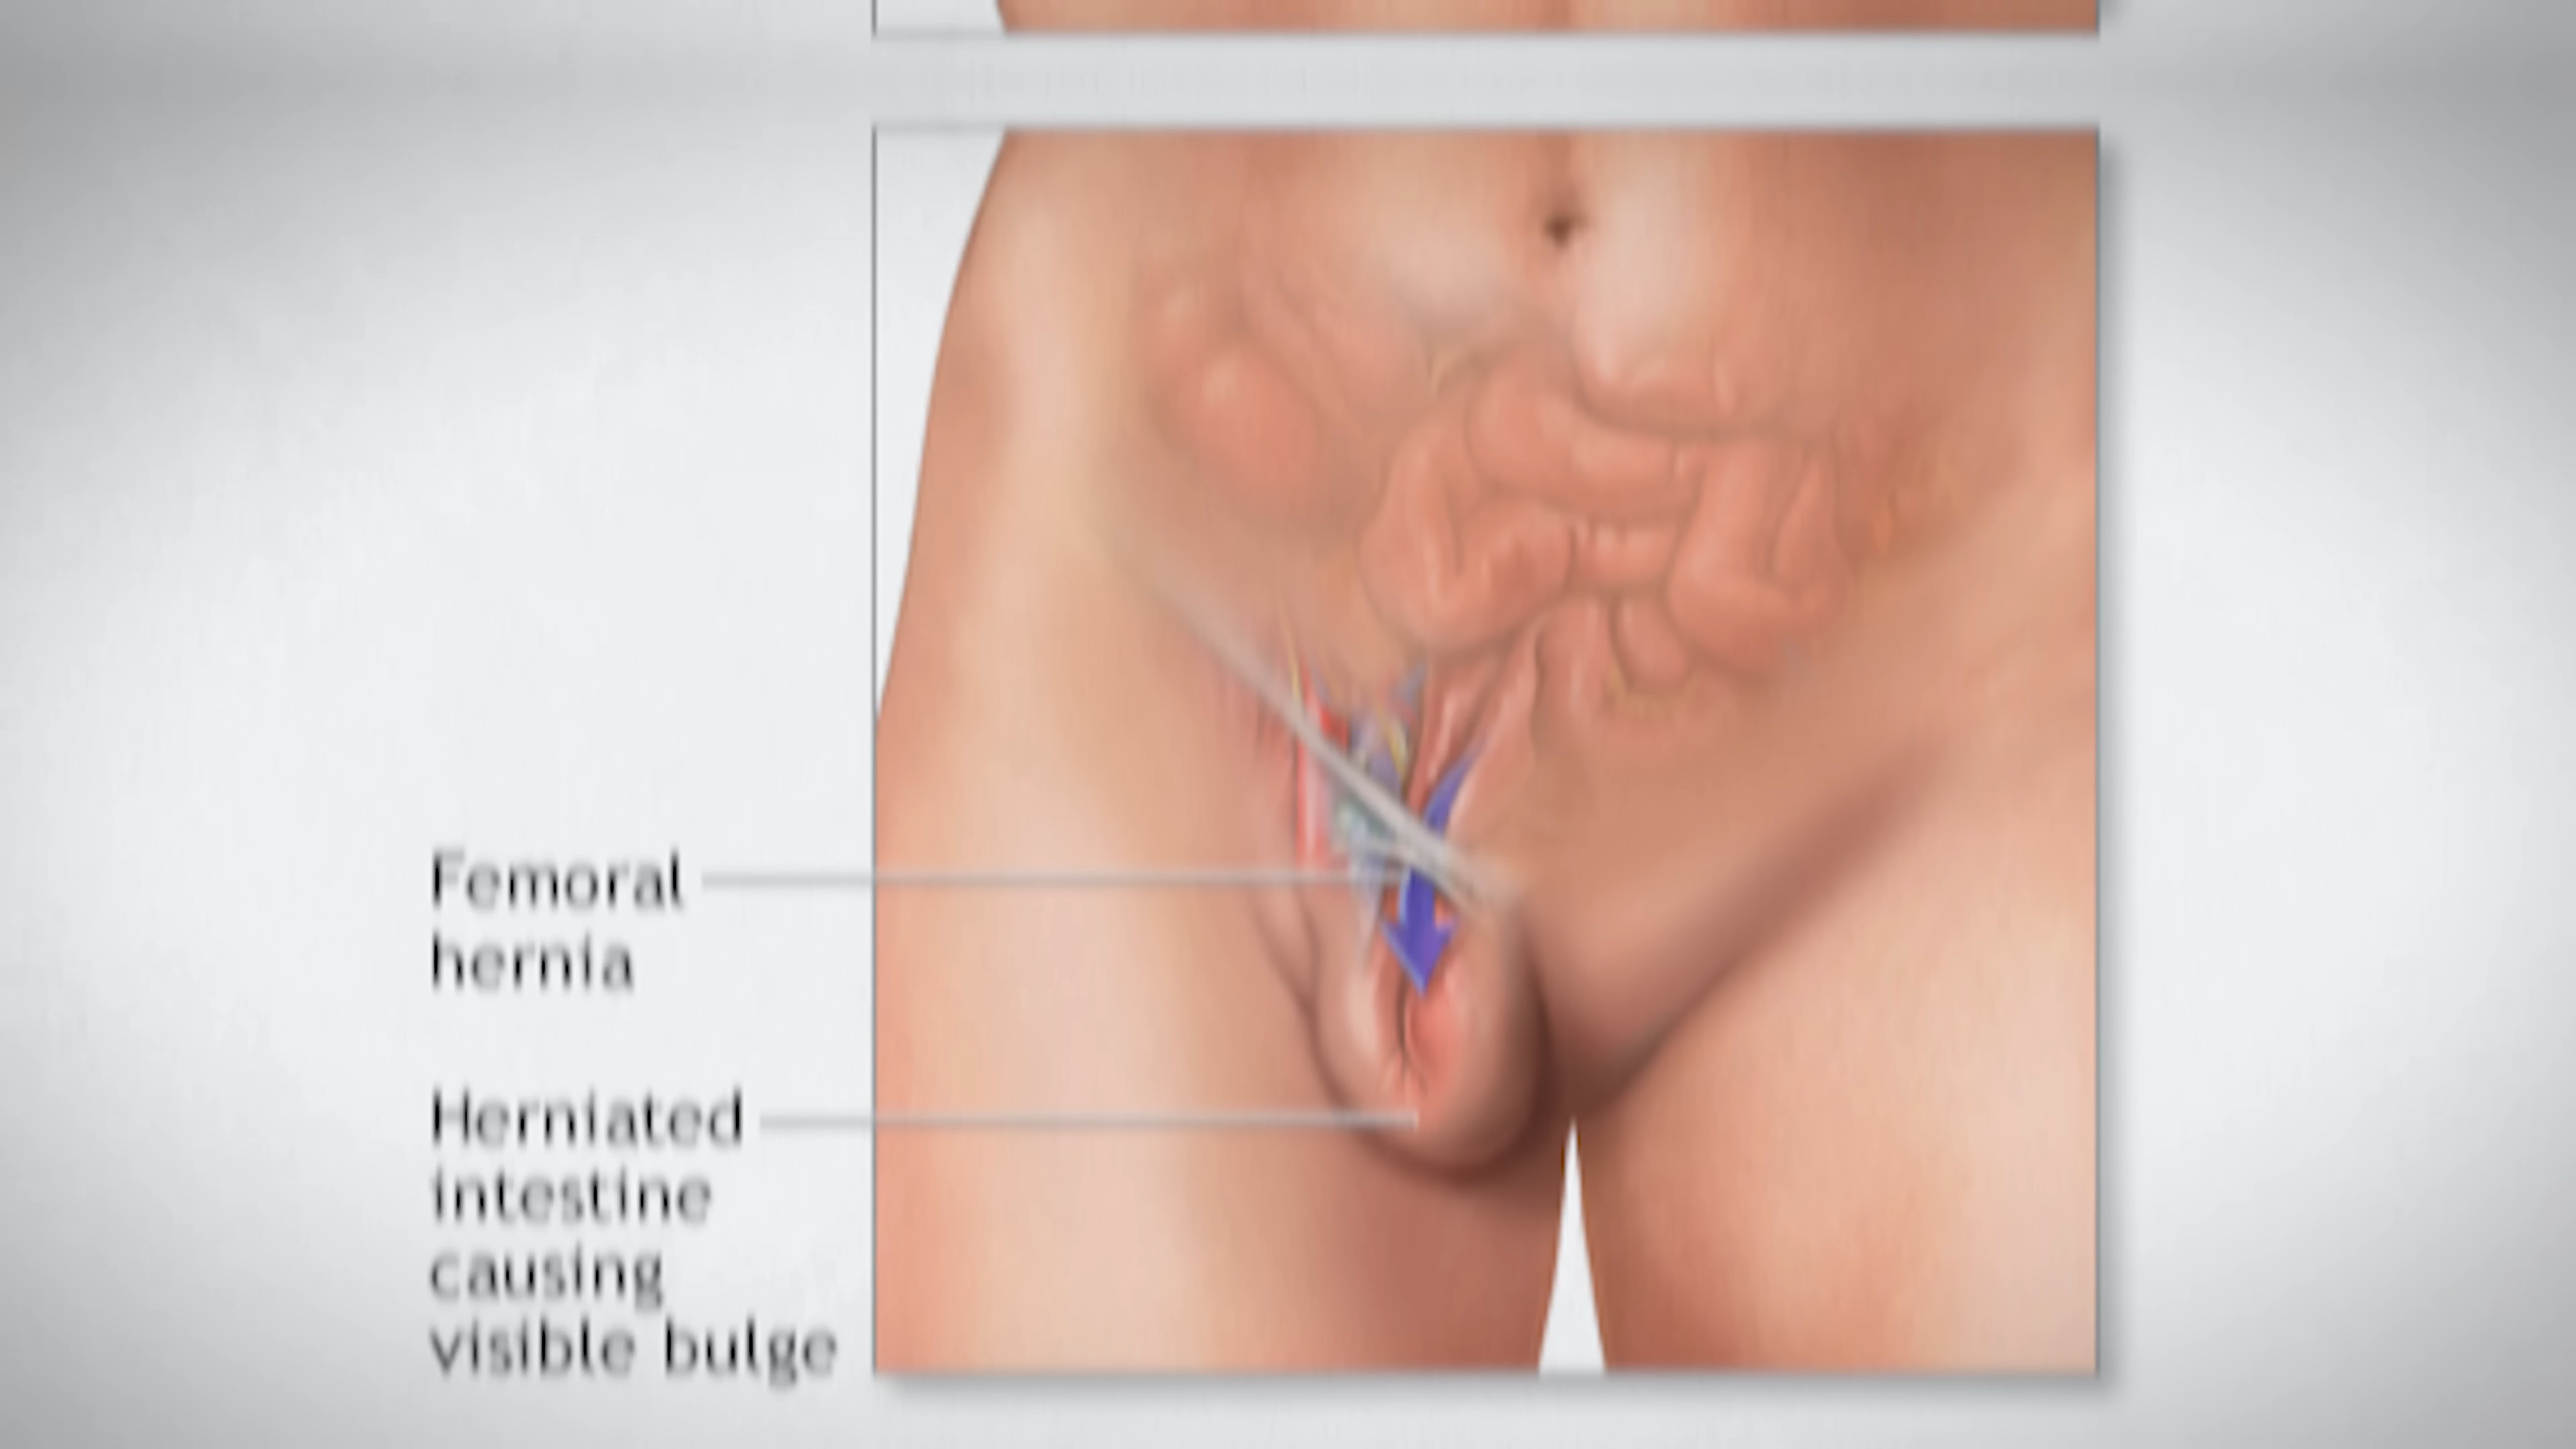 Femoral
hernia
Herniated
intestine
causing
visible bulge